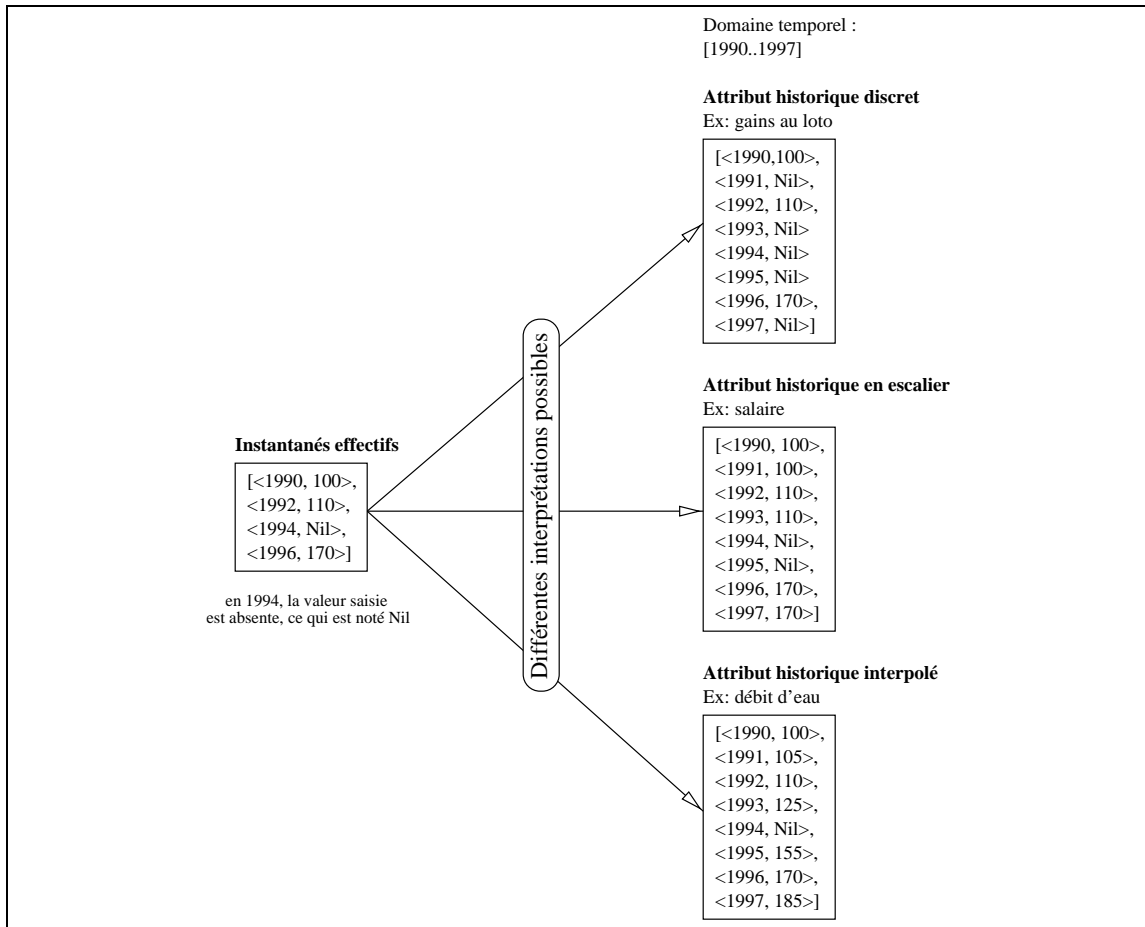 Domaine temporel :
[1990..1997]
Attribut historique discret
Ex: gains au loto
[<1990,100>,
<1991, Nil>,
<1992, 110>,
<1993, Nil>
<1994, Nil>
<1995, Nil>
<1996, 170>,
<1997, Nil>]
Instantanés effectifs
[<1990, 100>,
<1992, 110>,
<1994, Nil>,
<1996, 170>]
en 1994, la valeur saisie
est absente, ce qui est noté Nil
Différentes interprétations possibles
Attribut historique en escalier
Ex: salaire
[<1990, 100>,
<1991, 100>,
<1992, 110>,
<1993, 110>,
<1994, Nil>,
<1995, Nil>,
<1996, 170>,
<1997, 170>]
Attribut historique interpolé
Ex: débit d'eau
[<1990, 100>,
<1991, 105>,
<1992, 110>,
<1993, 125>,
<1994, Nil>,
<1995, 155>,
<1996, 170>,
<1997, 185>]